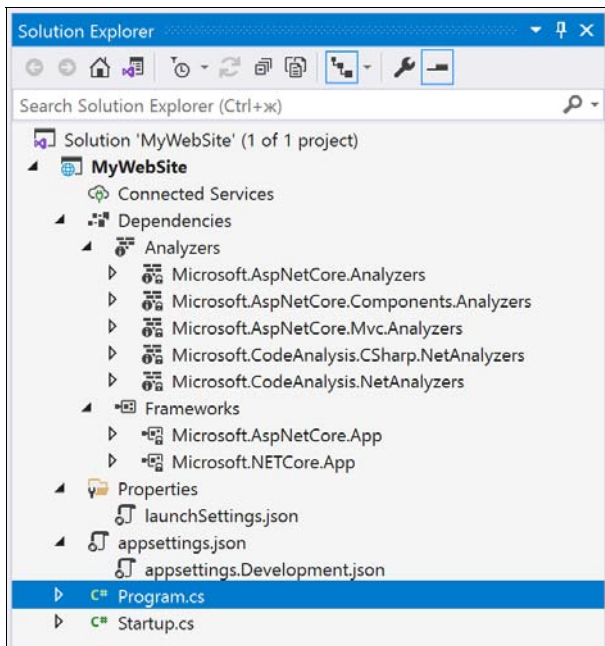 Solution Explorer
Search Solution Explorer (Ctrl+ж)
Solution 'MyWebSite' (1 of 1 project)
MyWebSite
Connected Services
Dependencies
Analyzers
Microsoft.AspNetCore.Analyzers
Microsoft.AspNetCore.Components.Analyzers
Microsoft.AspNetCore.Mvc.Analyzers
Microsoft.CodeAnalysis.CSharp.NetAnalyzers
Microsoft.CodeAnalysis.NetAnalyzers
Frameworks
Microsoft.AspNetCore.App
Microsoft.NETCore.App
Properties
launchSettings.json
appsettings.json
appsettings.Development.json
C# Program.cs
C# Startup.cs